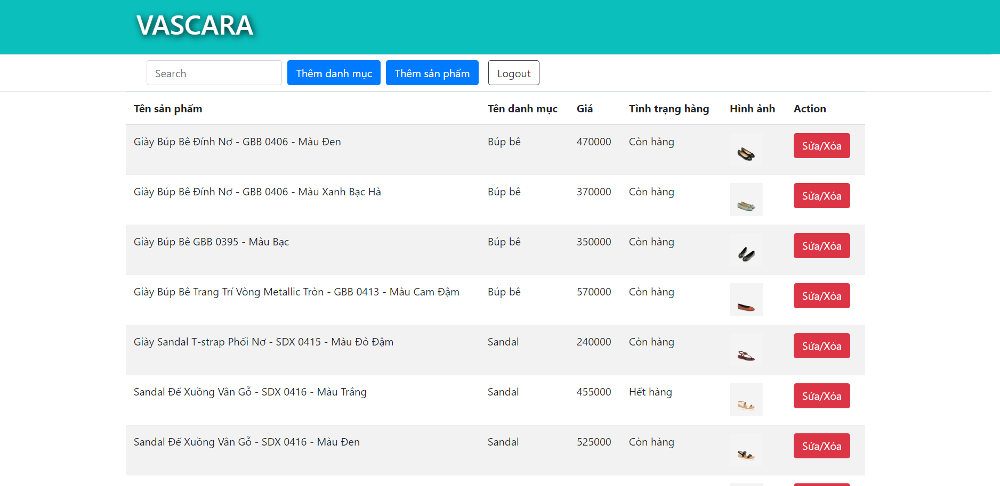 VASCARA
Search Thêm danh mục Thêm sản phẩm Logout
Tên sản phẩm Tên danh mục Giá Tình trạng hàng Hình ảnh Action
Giày Búp Bê Đính Nơ - GBB 0406 - Màu Đen Búp bê 470000 Còn hàng Sửa/Xóa
Giày Búp Bê Đính Nơ - GBB 0406 - Màu Xanh Bạc Hà Búp bê 370000 Còn hàng Sửa/Xóa
Giày Búp Bê GBB 0395 - Màu Bạc Búp bê 350000 Còn hàng Sửa/Xóa
Giày Búp Bê Trang Trí Vòng Metallic Tròn - GBB 0413 - Màu Cam Đậm Búp bê 570000 Còn hàng Sửa/Xóa
Giày Sandal T-strap Phối Nơ - SDX 0415 - Màu Đỏ Đậm Sandal 240000 Còn hàng Sửa/Xóa
Sandal Đế Xuồng Vân Gỗ - SDX 0416 - Màu Trắng Sandal 455000 Hết hàng Sửa/Xóa
Sandal Đế Xuồng Vân Gỗ - SDX 0416 - Màu Đen Sandal 525000 Còn hàng Sửa/Xóa